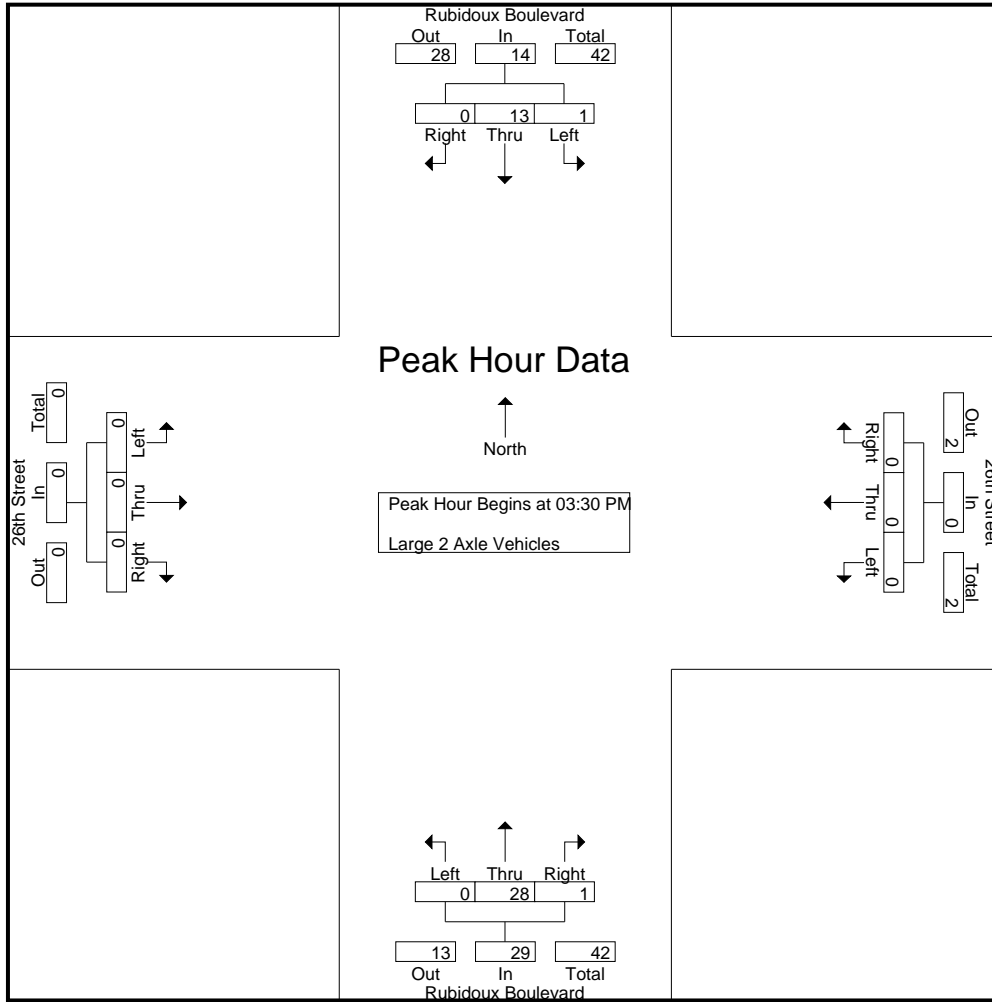 Rubidoux Boulevard
Out In Total
28 14 42
0 13 1
Right Thru Left
Peak Hour Data
North
Peak Hour Begins at 03:30 PM
Large 2 Axle Vehicles
26th Street
Total In Out
0 0 0
0 0 0
Left Thru Right
26th Street
Out In Total
2 0 2
0 0 0
Right Thru Left
Left Thru Right
0 28 1
13 29 42
Out In Total
Rubidoux Boulevard